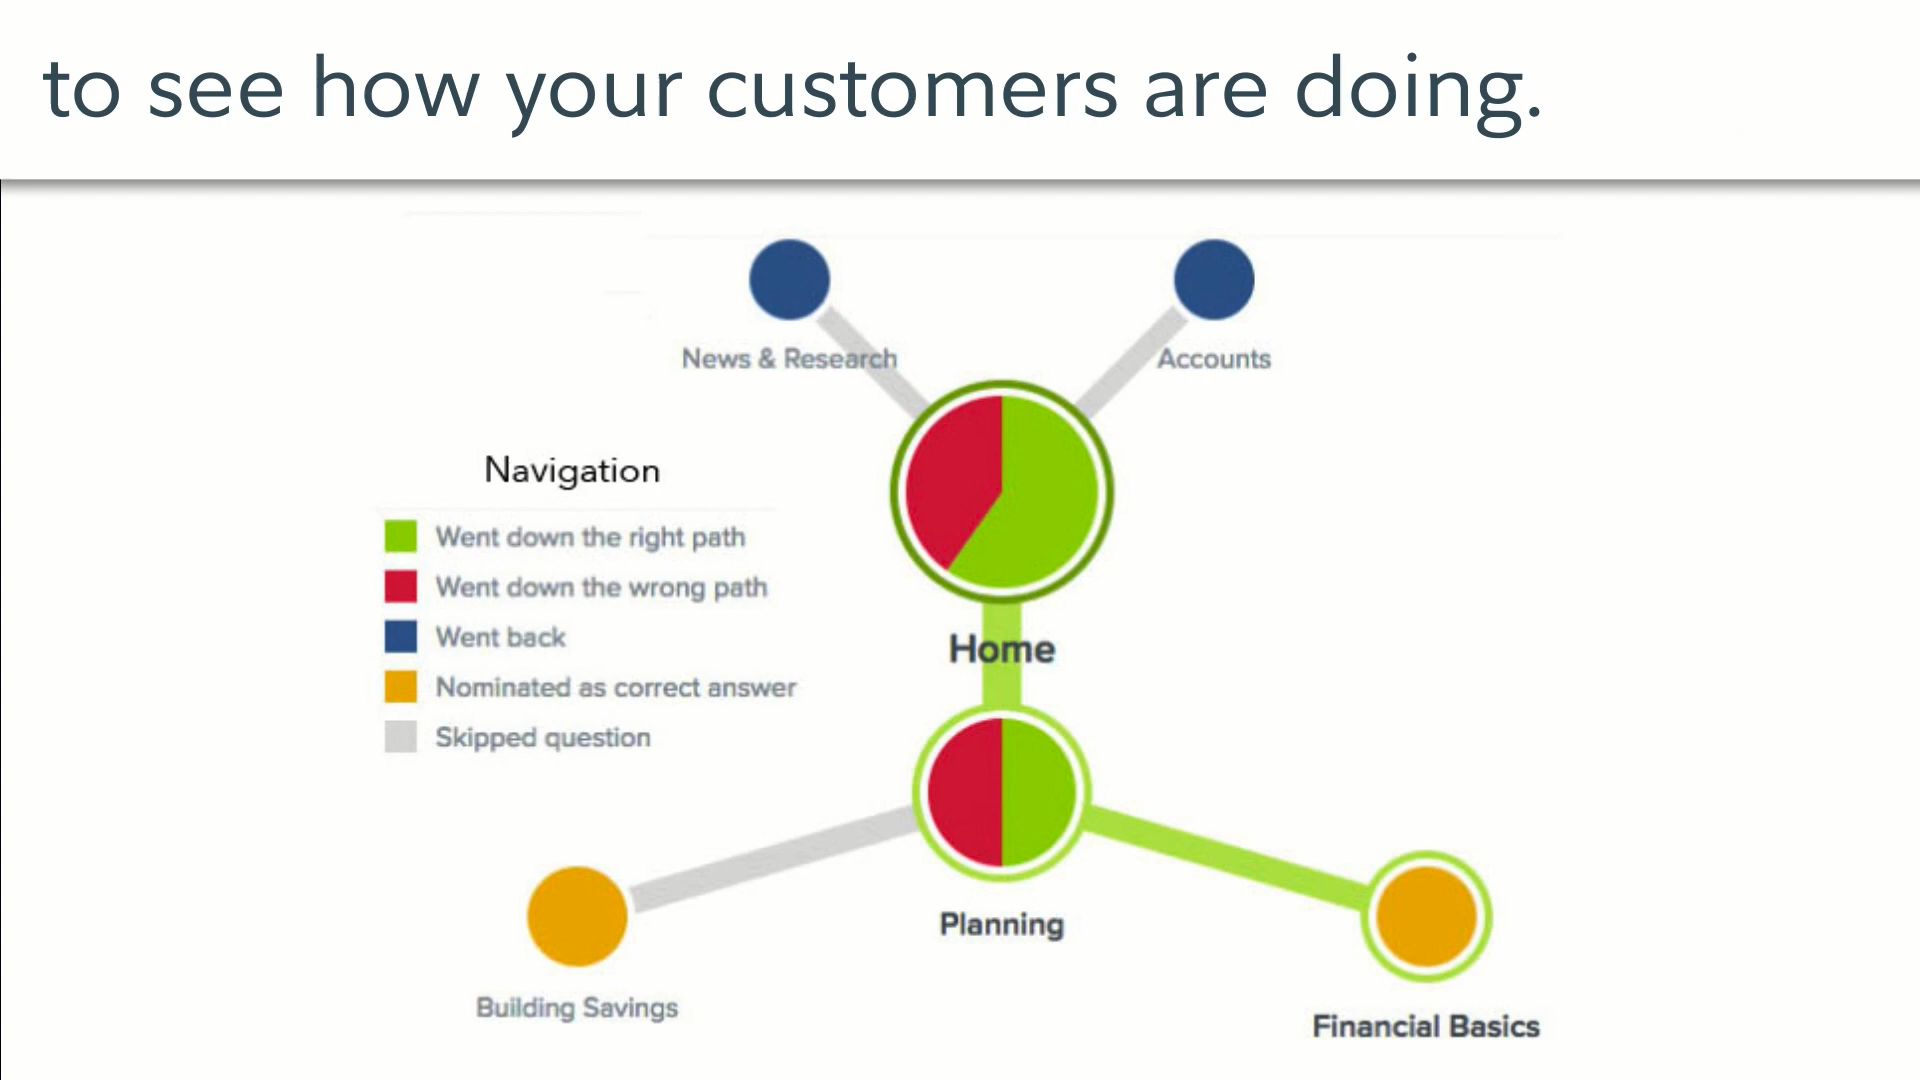 to see how your customers are doing.
News & Research
Accounts
Navigation
Went down the right path
Went down the wrong path
Went back
Nominated as correct answer
Skipped question
Home
Planning
Building Savings
Financial Basics